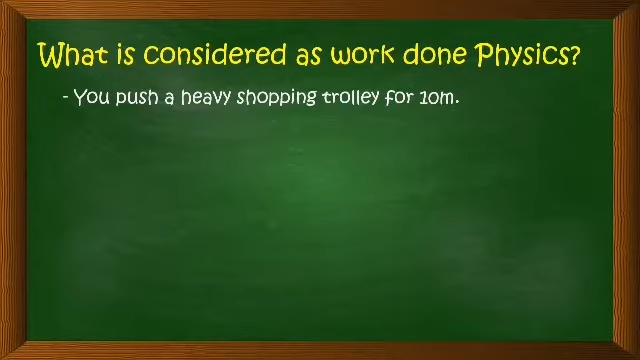 What is considered as work done Physics?
- You push a heavy shopping trolley for 10m.